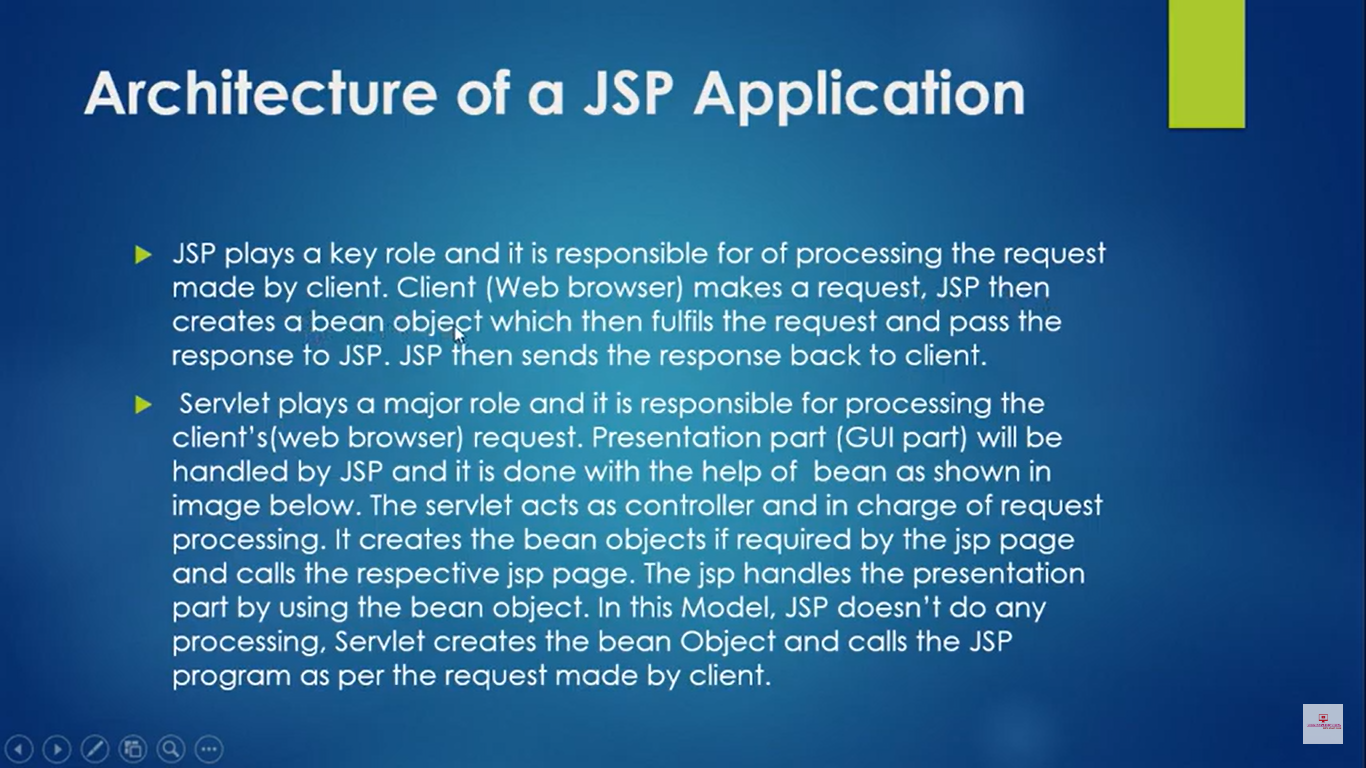 Architecture of a JSP Application
JSP plays a key role and it is responsible for of processing the request
made by client. Client (Web browser) makes a request, JSP then
creates a bean object which then fulfils the request and pass the
response to JSP. JSP then sends the response back to client.
Servlet plays a major role and it is responsible for processing the
client's(web browser) request. Presentation part (GUI part) will be
handled by JSP and it is done with the help of  bean as shown in
image below. The servlet acts as controller and in charge of request
processing. It creates the bean objects if required by the jsp page
and calls the respective jsp page. The jsp handles the presentation
part by using the bean object. In this Model, JSP doesn't do any
processing, Servlet creates the bean Object and calls the JSP
program as per the request made by client.